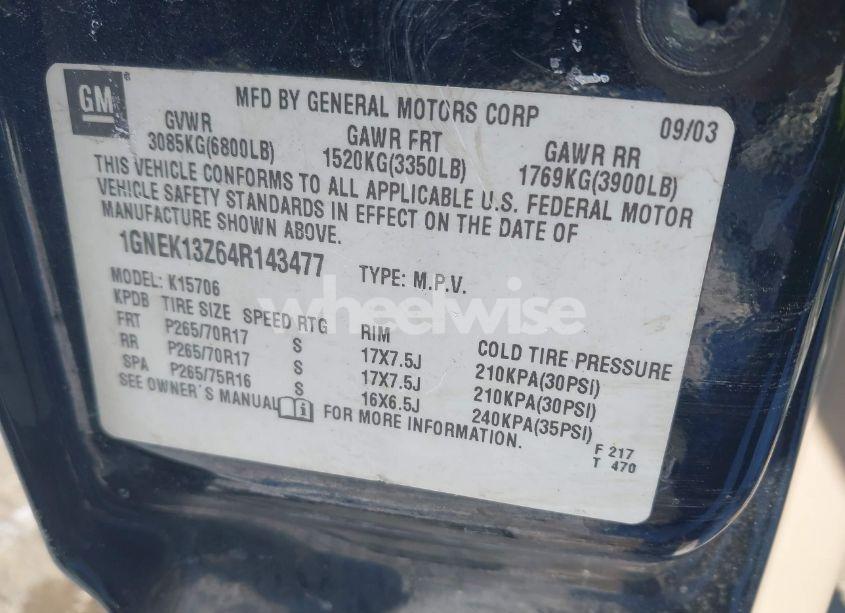 GM ®
MFD BY GENERAL MOTORS CORP 09/03
GVWR GAWR FRT GAWR RR
3085KG(6800LB) 1520KG(3350LB) 1769KG(3900LB)
THIS VEHICLE CONFORMS TO ALL APPLICABLE U.S. FEDERAL MOTOR
VEHICLE SAFETY STANDARDS IN EFFECT ON THE DATE OF
MANUFACTURE SHOWN ABOVE.
1GNEK13Z64R143477 TYPE: M.P.V.
MODEL: K15706
KPDB TIRE SIZE SPEED RTG RIM COLD TIRE PRESSURE
FRT P265/70R17 S 17X7.5J 210KPA(30PSI)
RR P265/70R17 S 17X7.5J 210KPA(30PSI)
SPA P265/75R16 S 16X6.5J 240KPA(35PSI)
SEE OWNER'S MANUAL FOR MORE INFORMATION.
F 217
T 470
wheelwise